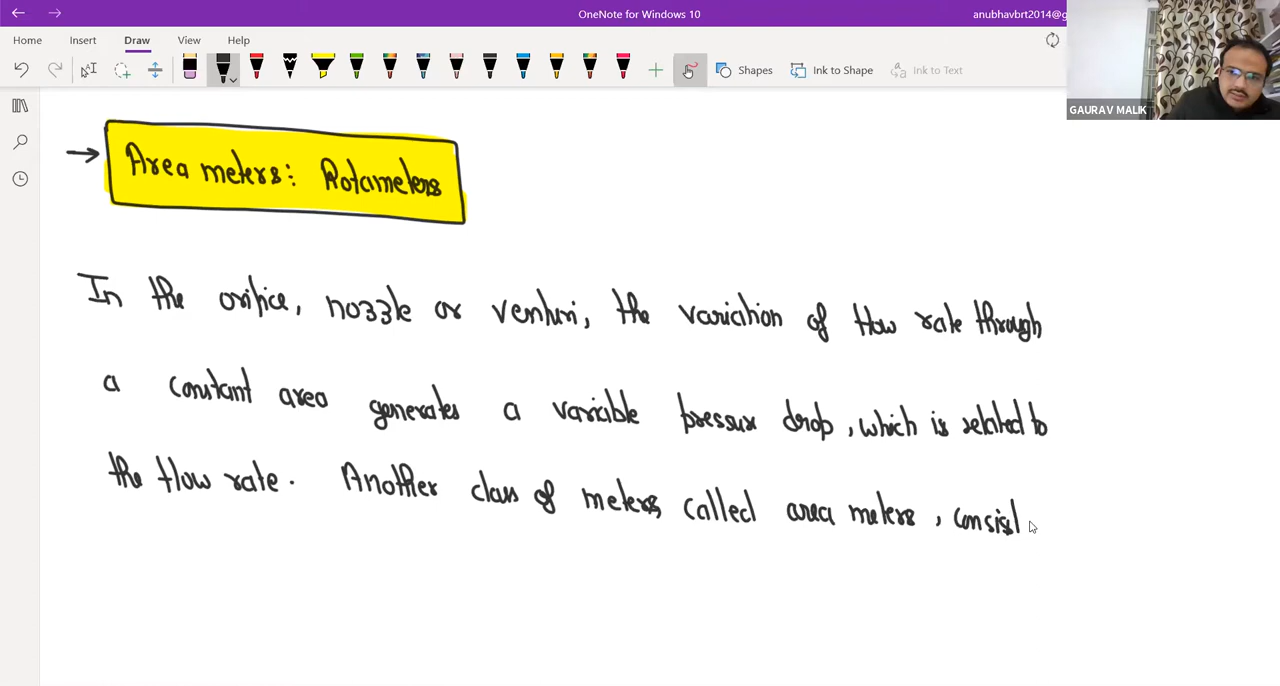 OneNote for Windows 10
anubhavbrt2014@g
Home Insert Draw View Help
Shapes Ink to Shape Ink to Text
GAURAV MALIK
→ Area meters: Rotameters
In the orifice, nozzle or venturi, the variation of flow rate through
a constant area generates a variable pressure drop, which is related to
the flow rate. Another class of meters, called area meters, consist